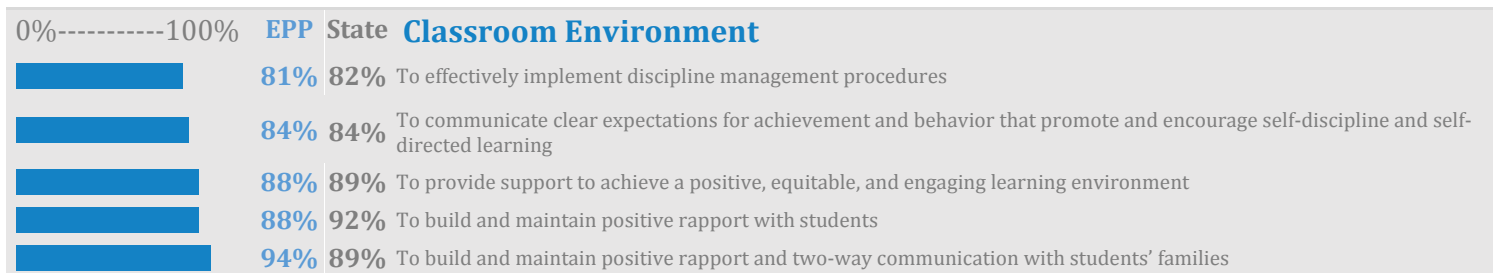 0%-----------100% EPP State Classroom Environment
81% 82% To effectively implement discipline management procedures
84% 84% To communicate clear expectations for achievement and behavior that promote and encourage self-discipline and self-
directed learning
88% 89% To provide support to achieve a positive, equitable, and engaging learning environment
88% 92% To build and maintain positive rapport with students
94% 89% To build and maintain positive rapport and two-way communication with students’ families